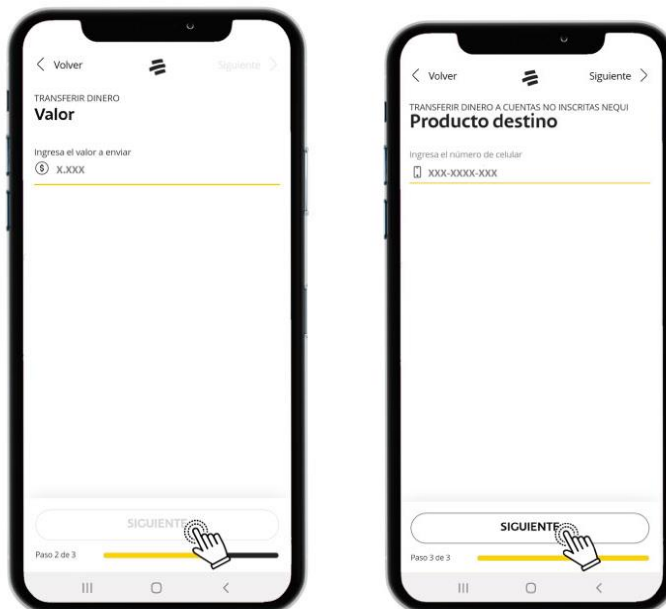 Volver
Siguiente
TRANSFERIR DINERO
Valor
Ingresa el valor a enviar
$ X.XXX
SIGUIENTE
Paso 2 de 3
Volver
Siguiente
TRANSFERIR DINERO A CUENTAS NO INSCRITAS NEQUI
Producto destino
Ingresa el número de celular
XXX-XXXX-XXX
SIGUIENTE
Paso 3 de 3